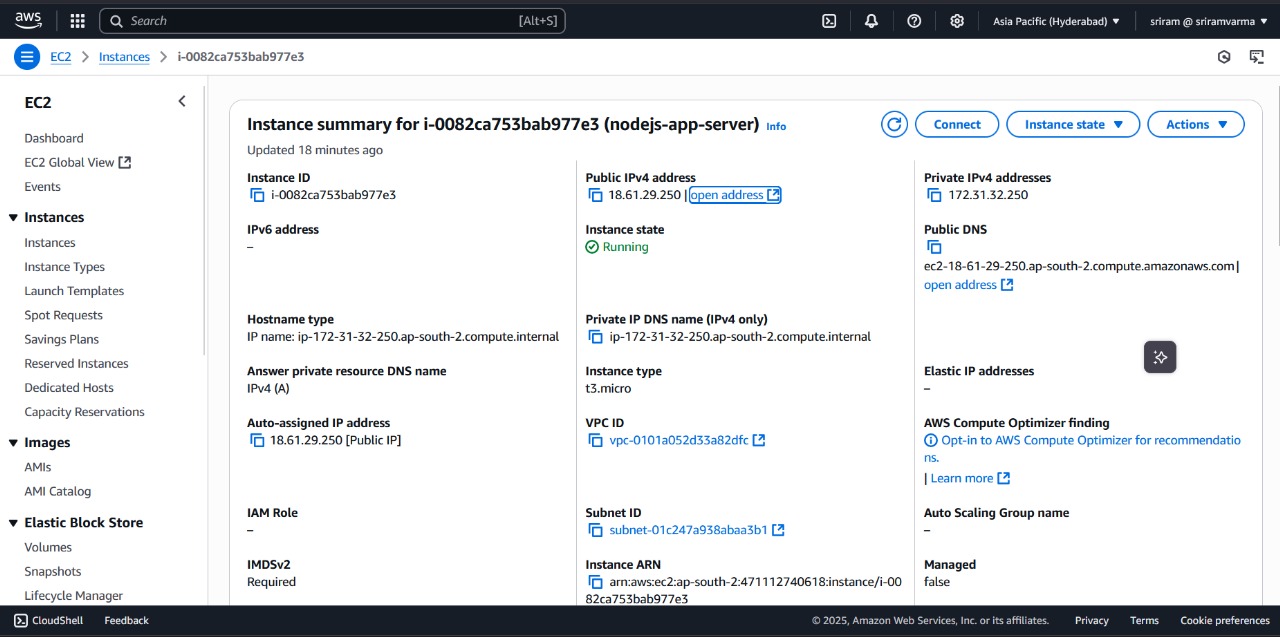 aws
Search
[Alt+S]
Asia Pacific (Hyderabad)
sriram @ sriramvarma
EC2
Instances
i-0082ca753bab977e3
EC2
Dashboard
EC2 Global View
Events
Instances
Instances
Instance Types
Launch Templates
Spot Requests
Savings Plans
Reserved Instances
Dedicated Hosts
Capacity Reservations
Images
AMIs
AMI Catalog
Elastic Block Store
Volumes
Snapshots
Lifecycle Manager
Instance summary for i-0082ca753bab977e3 (nodejs-app-server) Info
Connect
Instance state
Actions
Updated 18 minutes ago
Instance ID
i-0082ca753bab977e3
Public IPv4 address
18.61.29.250 | open address
Private IPv4 addresses
172.31.32.250
IPv6 address
–
Instance state
Running
Public DNS
ec2-18-61-29-250.ap-south-2.compute.amazonaws.com |
open address
Hostname type
IP name: ip-172-31-32-250.ap-south-2.compute.internal
Private IP DNS name (IPv4 only)
ip-172-31-32-250.ap-south-2.compute.internal
Answer private resource DNS name
IPv4 (A)
Instance type
t3.micro
Elastic IP addresses
–
Auto-assigned IP address
18.61.29.250 [Public IP]
VPC ID
vpc-0101a052d33a82dfc
AWS Compute Optimizer finding
Opt-in to AWS Compute Optimizer for recommendatio
ns.
| Learn more
IAM Role
–
Subnet ID
subnet-01c247a938abaa3b1
Auto Scaling Group name
–
IMDSv2
Required
Instance ARN
arn:aws:ec2:ap-south-2:471112740618:instance/i-00
82ca753bab977e3
Managed
false
CloudShell
Feedback
© 2025, Amazon Web Services, Inc. or its affiliates.
Privacy
Terms
Cookie preferences